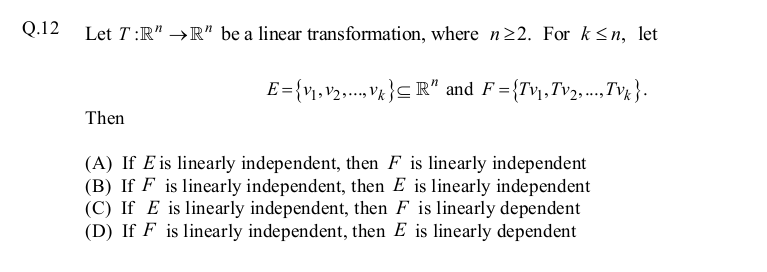 Q.12 Let T : ℝⁿ → ℝⁿ be a linear transformation, where n ≥ 2. For k ≤ n, let
E = {v₁, v₂, ..., vₖ} ⊆ ℝⁿ and F = {Tv₁, Tv₂, ..., Tvₖ}.
Then
(A) If E is linearly independent, then F is linearly independent
(B) If F is linearly independent, then E is linearly independent
(C) If E is linearly independent, then F is linearly dependent
(D) If F is linearly independent, then E is linearly dependent